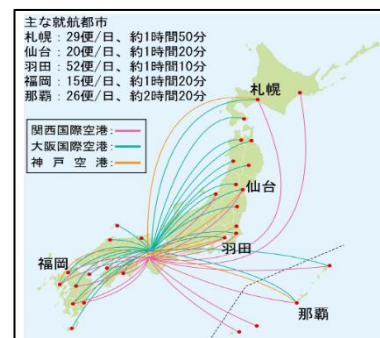 主な就航都市
札幌：29便/日、約1時間50分
仙台：20便/日、約1時間20分
羽田：52便/日、約1時間10分
福岡：15便/日、約1時間20分
那覇：26便/日、約2時間20分
札幌
関西国際空港：
大阪国際空港：
神戸空港：
仙台
羽田
福岡
那覇